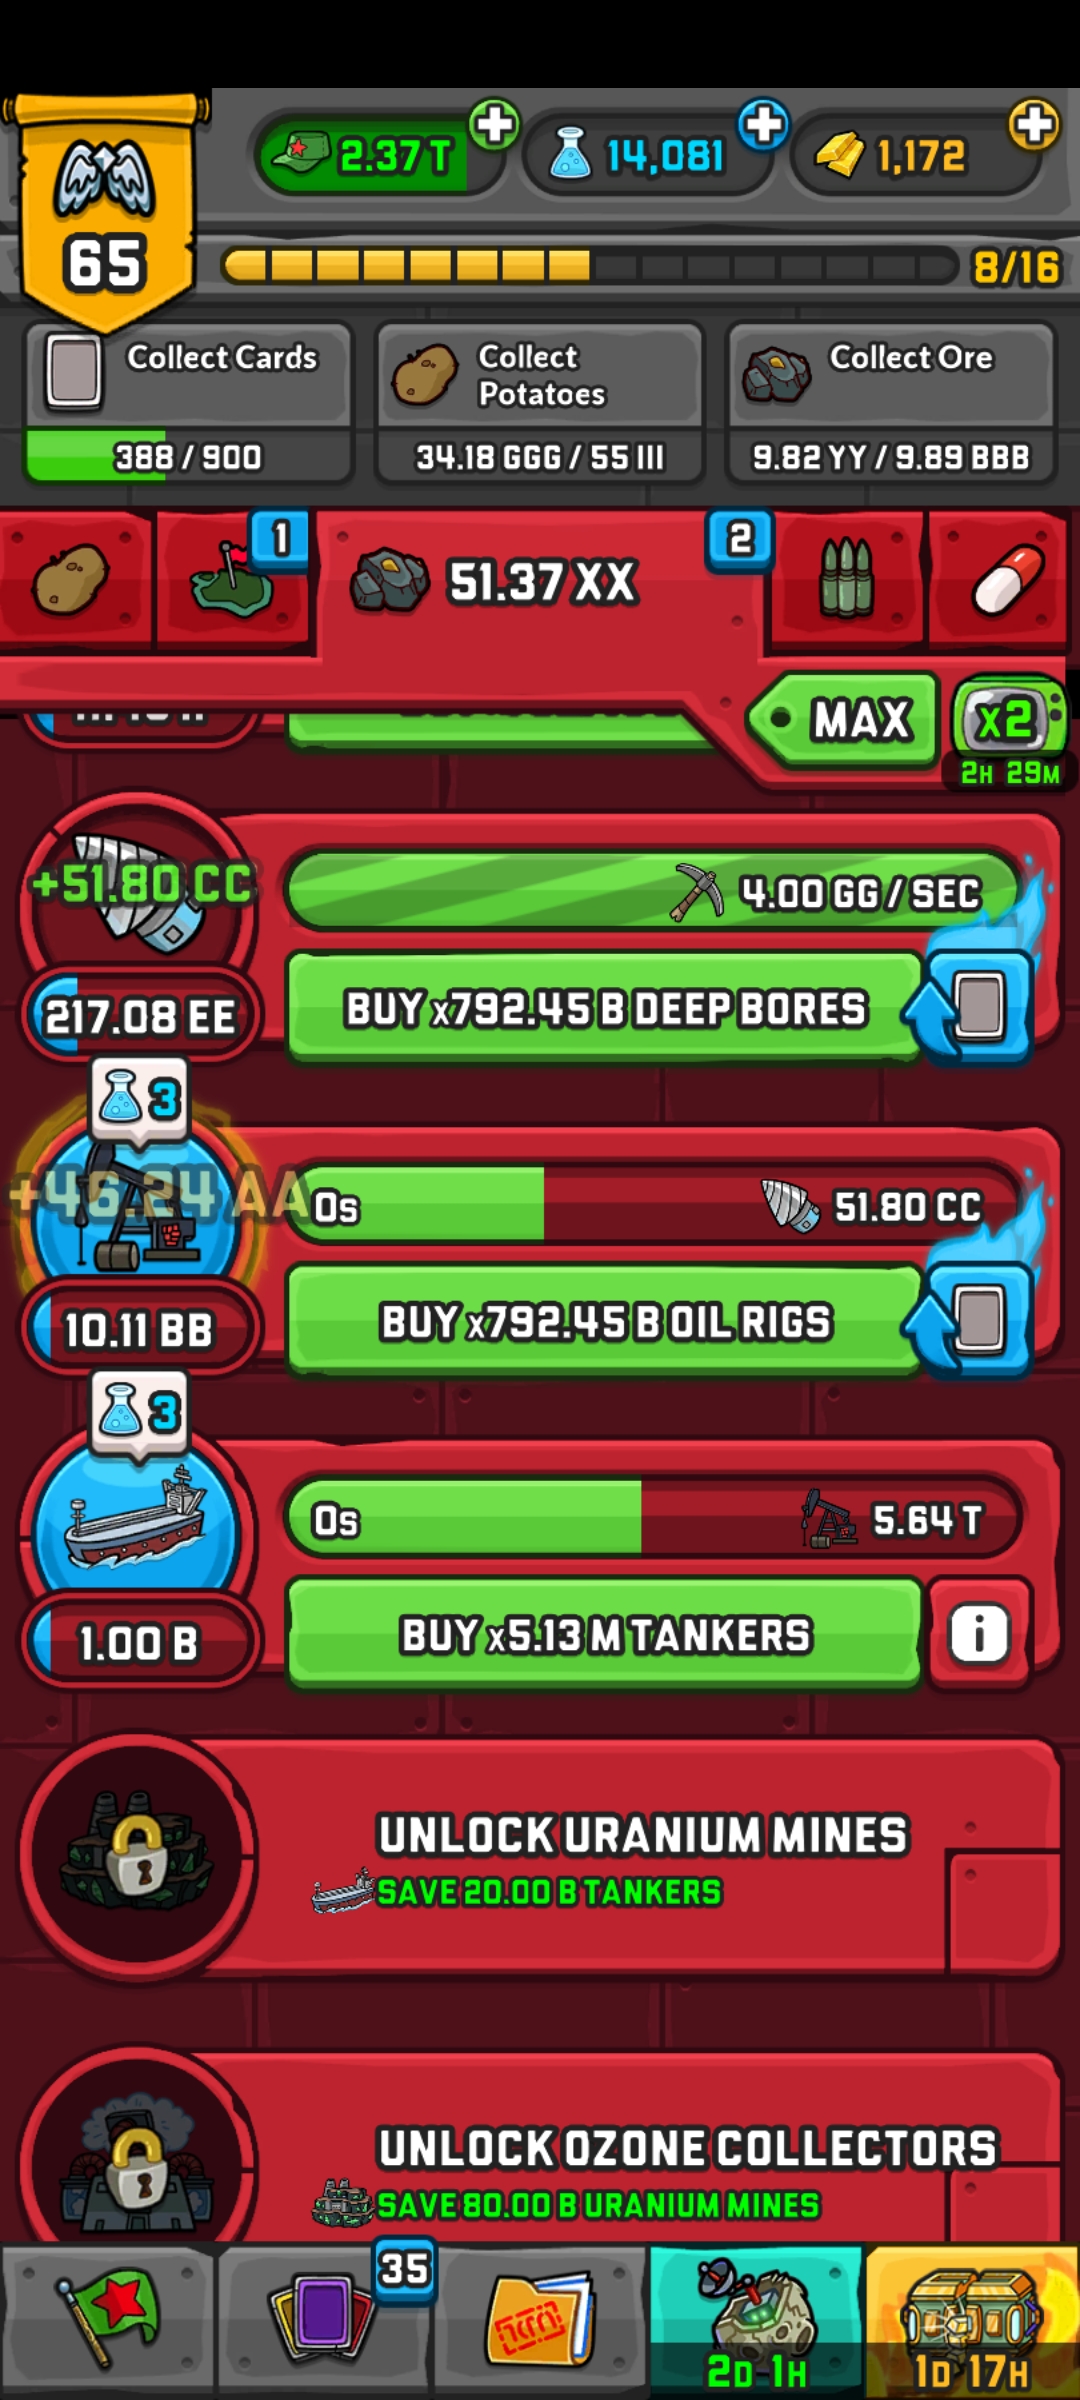 2.37 T
14,081
1,172
65
8/16
Collect Cards
388 / 900
Collect
Potatoes
34.18 GGG / 55 III
Collect Ore
9.82 YY / 9.89 BBB
1
51.37 XX
2
MAX
x2
2H 29M
+51.80 CC
4.00 GG / SEC
217.08 EE
BUY x792.45 B DEEP BORES
3
+46.24 AA
0s
51.80 CC
10.11 BB
BUY x792.45 B OIL RIGS
3
0s
5.64 T
1.00 B
BUY x5.13 M TANKERS
i
UNLOCK URANIUM MINES
SAVE 20.00 B TANKERS
UNLOCK OZONE COLLECTORS
SAVE 80.00 B URANIUM MINES
35
2D 1H
1D 17H